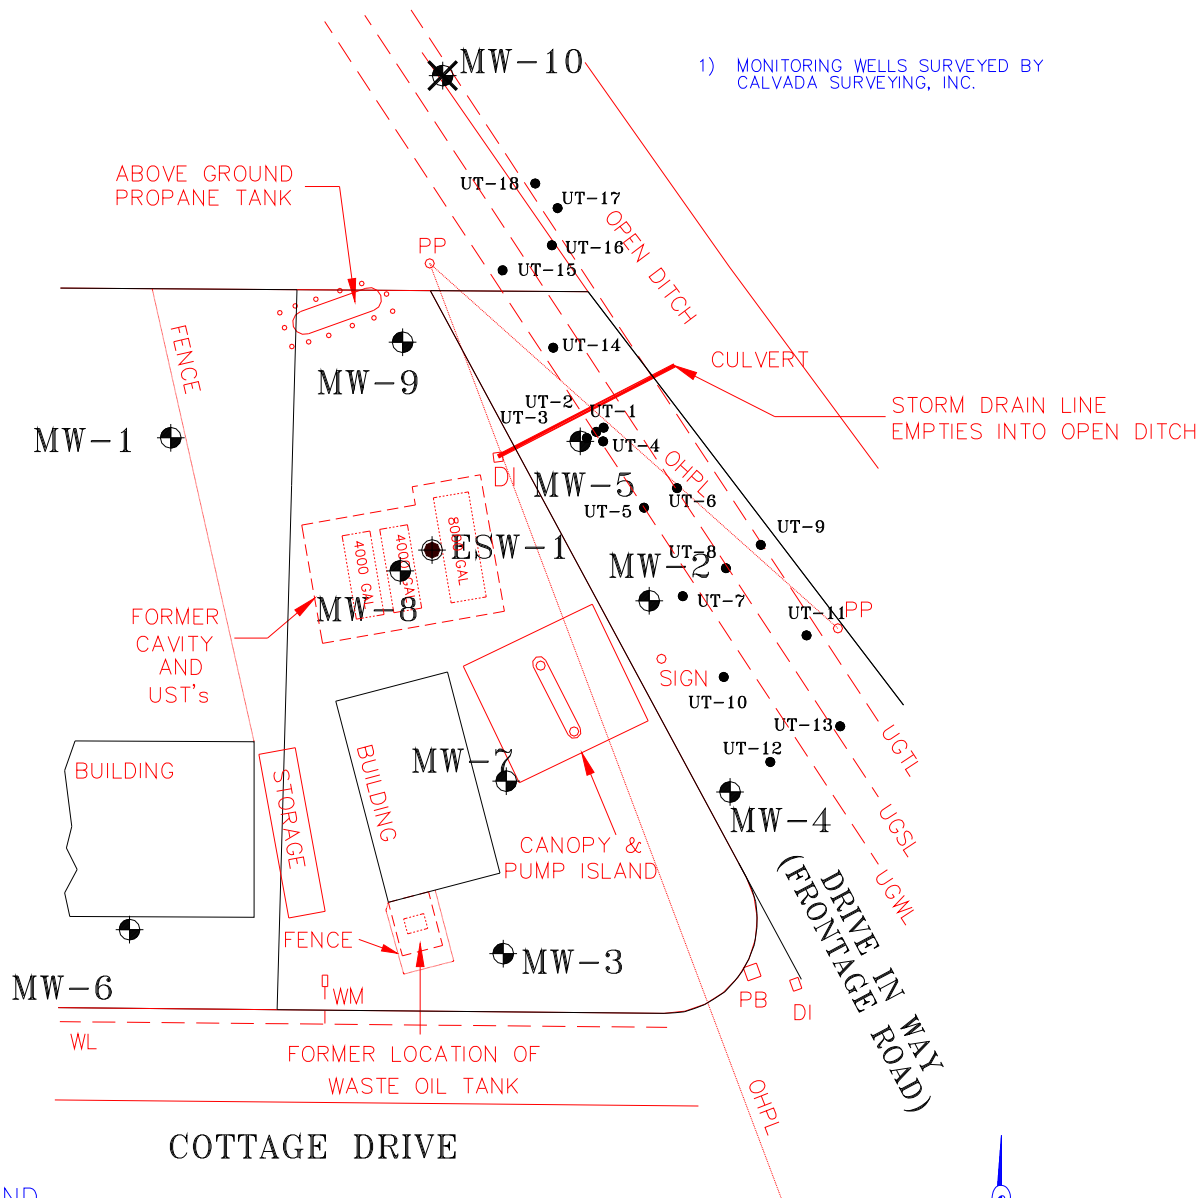 MW-10
1) MONITORING WELLS SURVEYED BY
CALVADA SURVEYING, INC.
ABOVE GROUND
PROPANE TANK
UT-18
UT-17
OPEN DITCH
PP
UT-16
UT-15
FENCE
UT-14
CULVERT
MW-9
UT-2
UT-3
UT-1
STORM DRAIN LINE
EMPTIES INTO OPEN DITCH
MW-1
UT-4
DI
OHPL
MW-5
UT-6
UT-5
4000 GAL
4000 GAL
GAL
ESW-1
UT-9
UT-8
MW-2
UT-7
MW-8
UT-11
PP
FORMER
CAVITY
AND
UST's
SIGN
UT-10
UT-13
UGTL
UT-12
MW-7
BUILDING
STORAGE
BUILDING
MW-4
UGSL
CANOPY &
PUMP ISLAND
UGWL
DRIVE IN WAY
(FRONTAGE ROAD)
FENCE
MW-3
MW-6
WM
PB
DI
WL
FORMER LOCATION OF
WASTE OIL TANK
OHPL
COTTAGE DRIVE